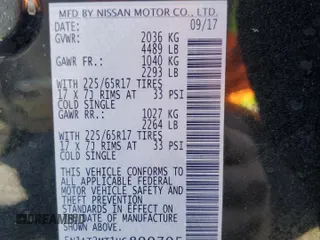 MFD BY NISSAN MOTOR CO., LTD.
DATE: 09/17
GVWR: 2036 KG
4489 LB
GAWR FR.: 1040 KG
2293 LB
WITH 225/65R17 TIRES
17 X 7J RIMS AT 33 PSI
COLD SINGLE
GAWR RR.: 1027 KG
2264 LB
WITH 225/65R17 TIRES
17 X 7J RIMS AT 33 PSI
COLD SINGLE
THIS VEHICLE CONFORMS TO
ALL APPLICABLE FEDERAL
MOTOR VEHICLE SAFETY AND
THEFT PREVENTION
STANDARDS IN EFFECT ON
THE DATE OF MANUFACTURE
SHOWN ABOVE.